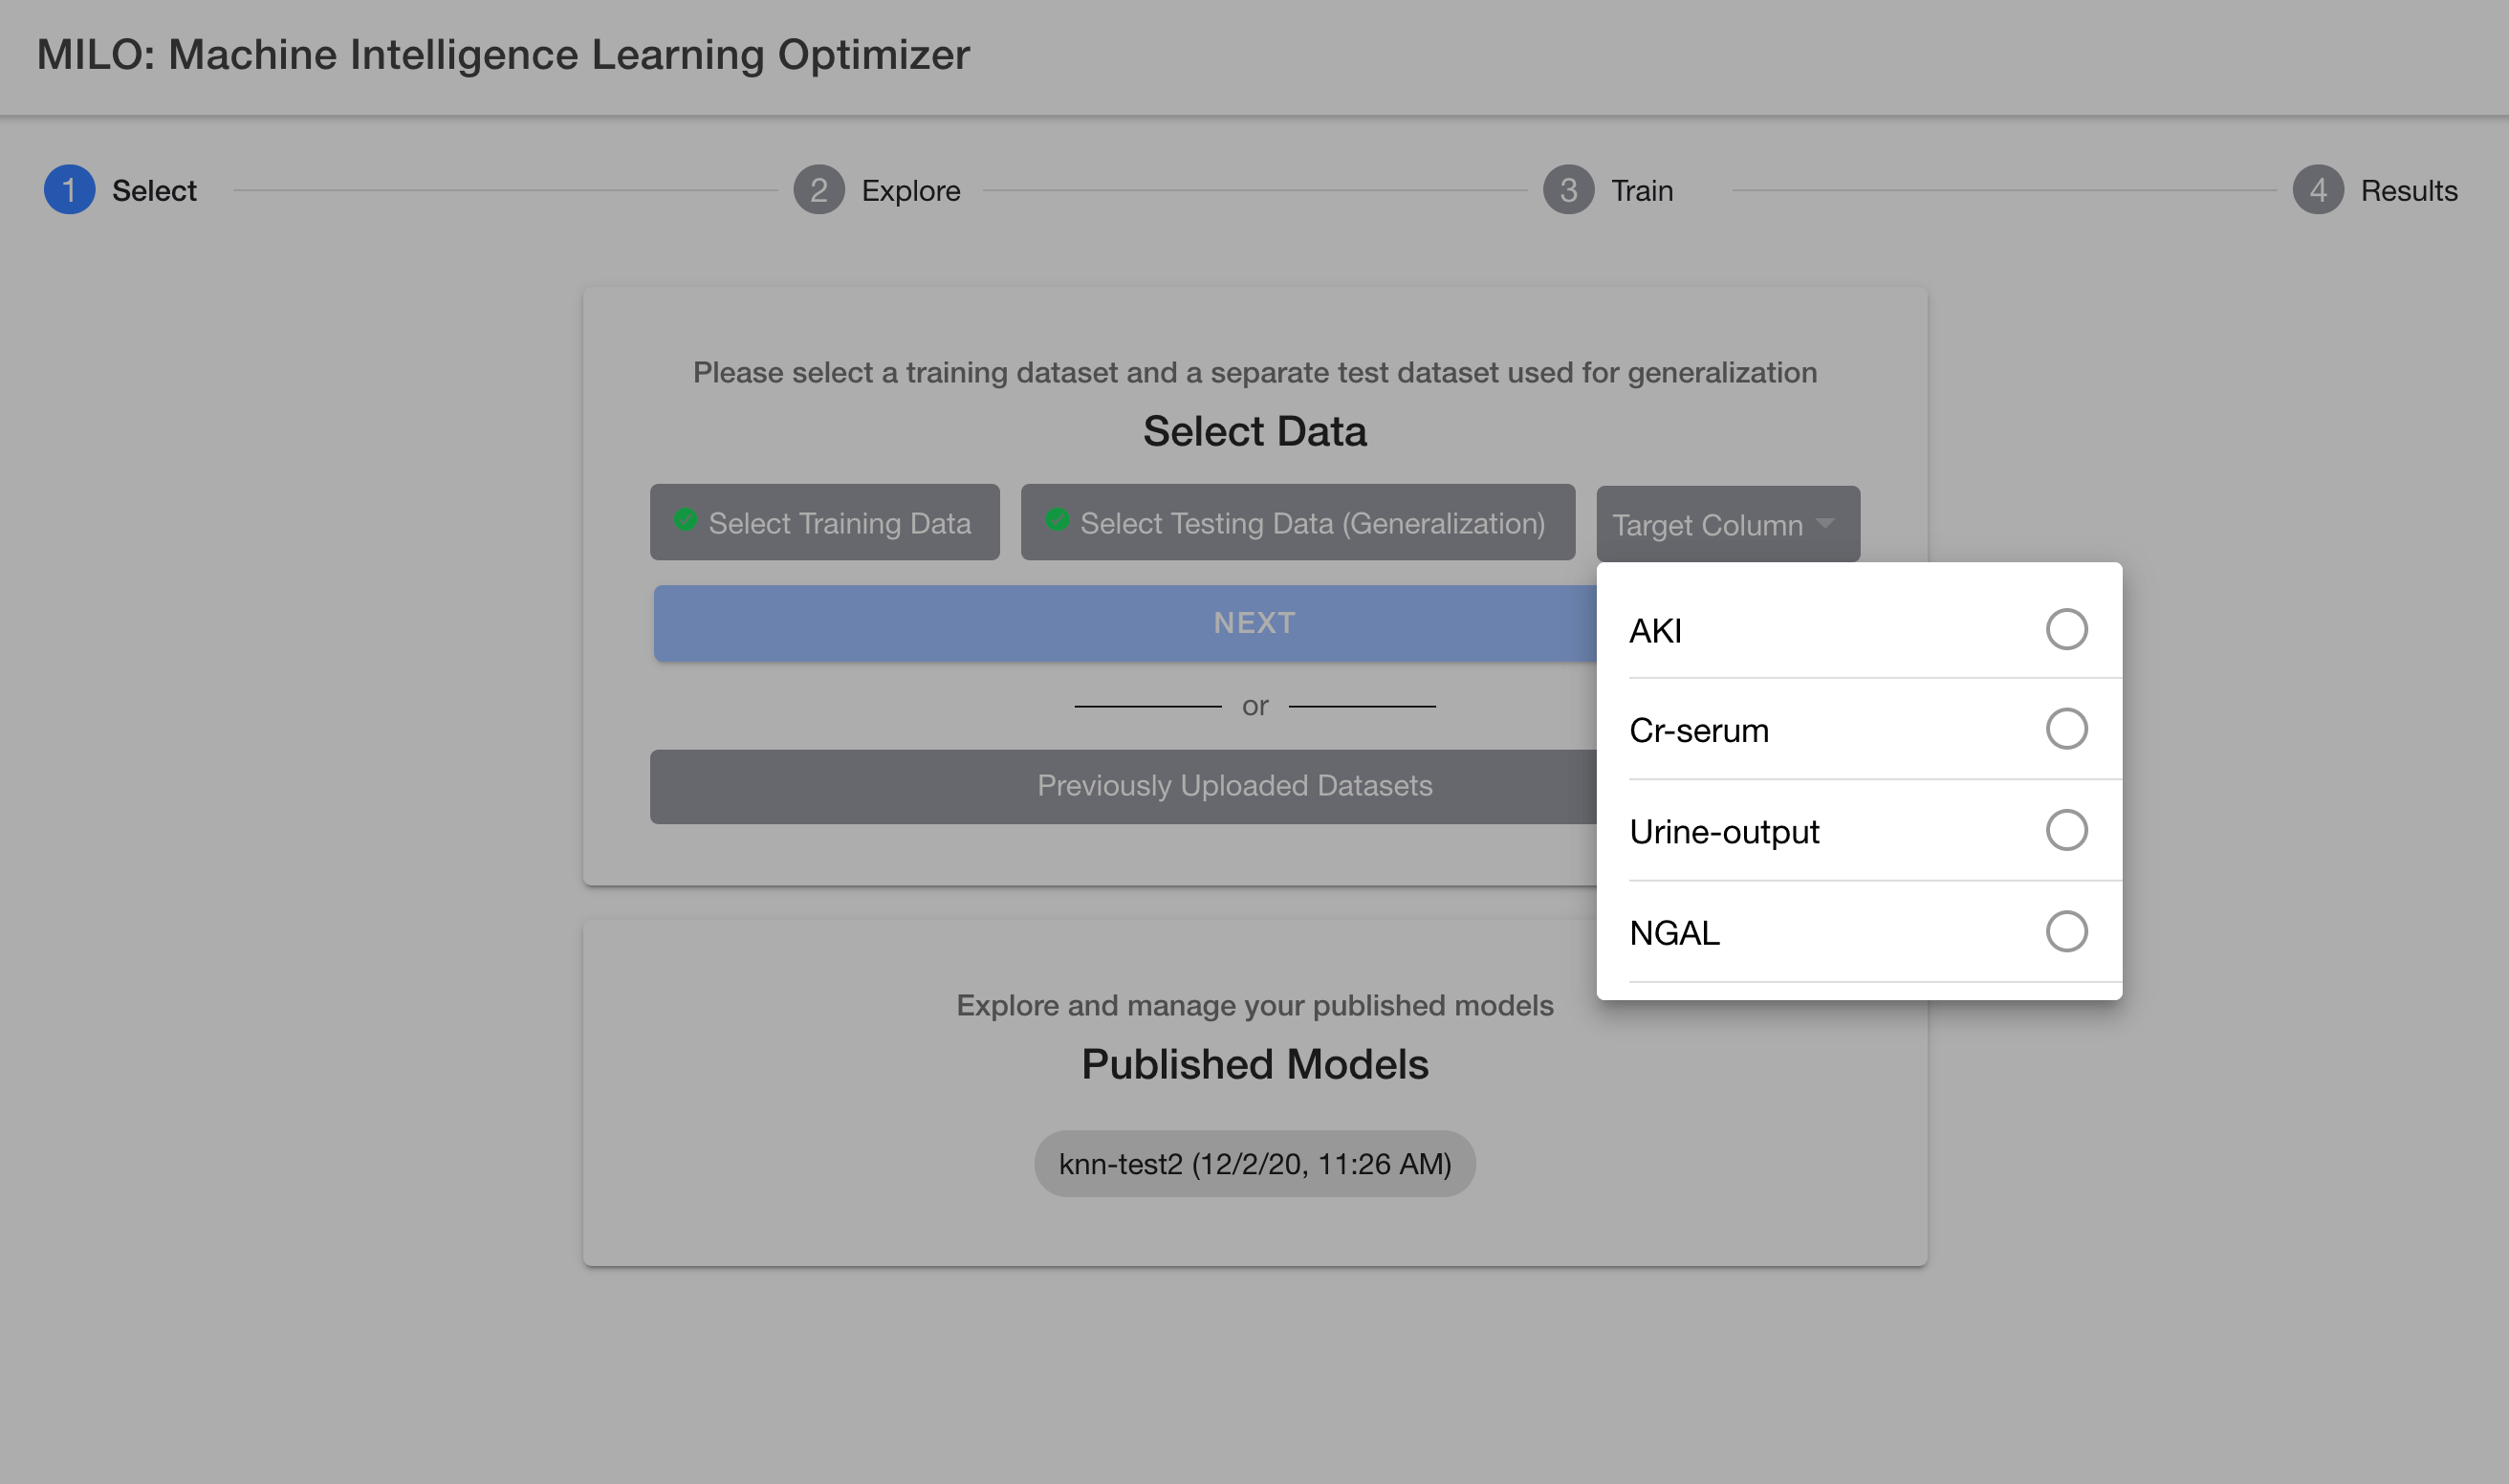 MILO: Machine Intelligence Learning Optimizer
1 Select 2 Explore 3 Train 4 Results
Please select a training dataset and a separate test dataset used for generalization
Select Data
Select Training Data Select Testing Data (Generalization) Target Column
NEXT
or
Previously Uploaded Datasets
AKI
Cr-serum
Urine-output
NGAL
Explore and manage your published models
Published Models
knn-test2 (12/2/20, 11:26 AM)